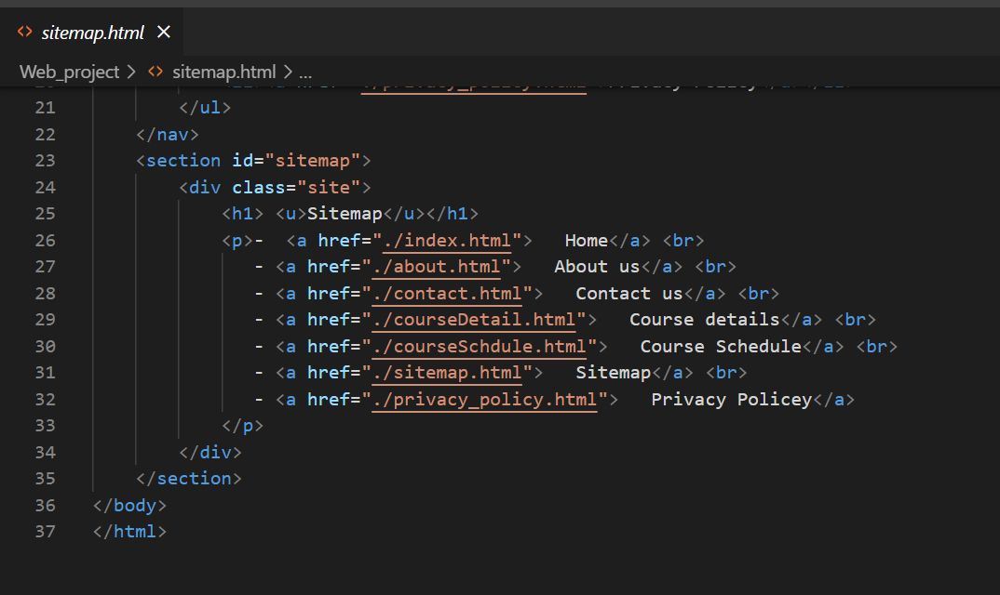 sitemap.html
Web_project > sitemap.html > ...
21 </ul>
22 </nav>
23 <section id="sitemap">
24 <div class="site">
25 <h1> <u>Sitemap</u></h1>
26 <p>-  <a href="./index.html">   Home</a> <br>
27 - <a href="./about.html">   About us</a> <br>
28 - <a href="./contact.html">   Contact us</a> <br>
29 - <a href="./courseDetail.html">   Course details</a> <br>
30 - <a href="./courseSchdule.html">   Course Schedule</a> <br>
31 - <a href="./sitemap.html">   Sitemap</a> <br>
32 - <a href="./privacy_policy.html">   Privacy Policey</a>
33 </p>
34 </div>
35 </section>
36 </body>
37 </html>